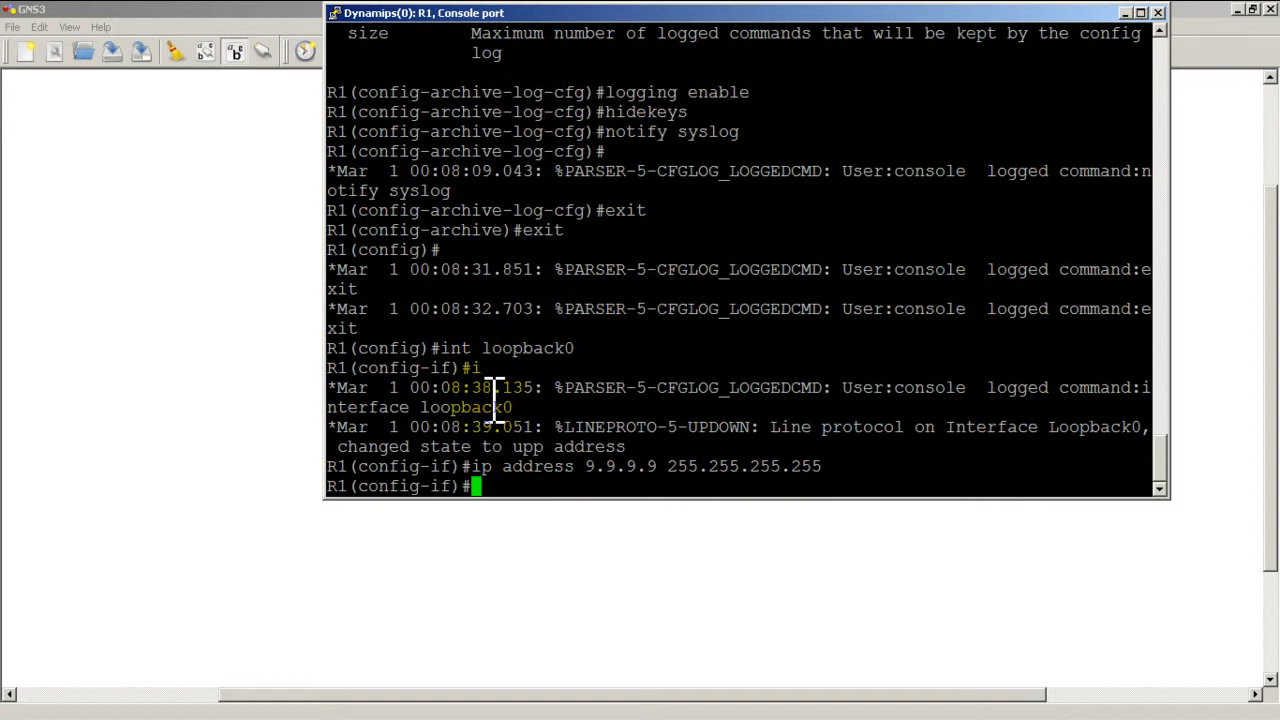 GNS3
File Edit View Help
Dynamips(0): R1, Console port
size Maximum number of logged commands that will be kept by the config
log
R1(config-archive-log-cfg)#logging enable
R1(config-archive-log-cfg)#hidekeys
R1(config-archive-log-cfg)#notify syslog
R1(config-archive-log-cfg)#
*Mar 1 00:08:09.043: %PARSER-5-CFGLOG_LOGGEDCMD: User:console logged command:n
otify syslog
R1(config-archive-log-cfg)#exit
R1(config-archive)#exit
R1(config)#
*Mar 1 00:08:31.851: %PARSER-5-CFGLOG_LOGGEDCMD: User:console logged command:e
xit
*Mar 1 00:08:32.703: %PARSER-5-CFGLOG_LOGGEDCMD: User:console logged command:e
xit
R1(config)#int loopback0
R1(config-if)#i
*Mar 1 00:08:38.135: %PARSER-5-CFGLOG_LOGGEDCMD: User:console logged command:i
nterface loopback0
*Mar 1 00:08:39.051: %LINEPROTO-5-UPDOWN: Line protocol on Interface Loopback0,
changed state to upp address
R1(config-if)#ip address 9.9.9.9 255.255.255.255
R1(config-if)#